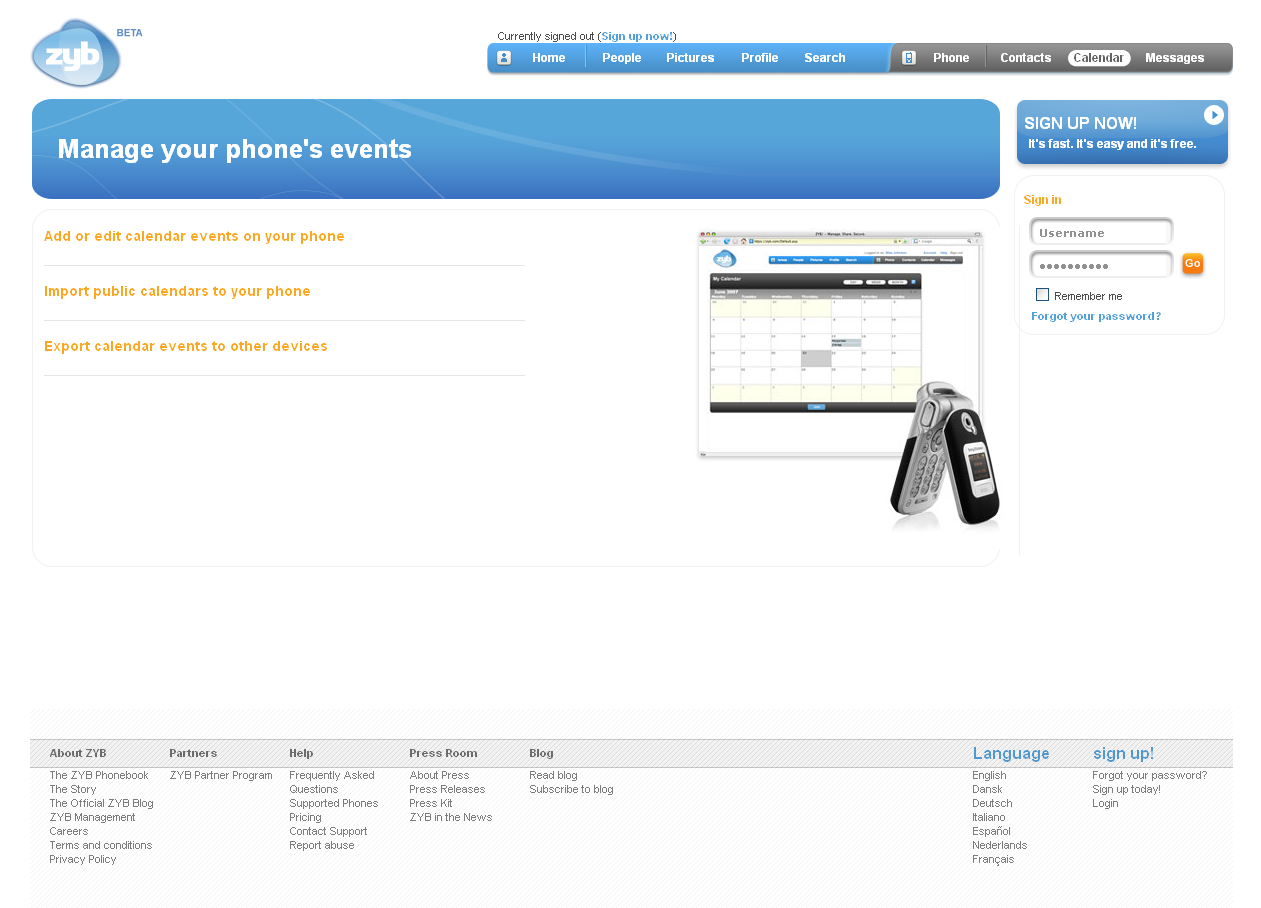 zyb BETA
Currently signed out (Sign up now!)
Home People Pictures Profile Search Phone Contacts Calendar Messages
Manage your phone's events
SIGN UP NOW!
It's fast. It's easy and it's free.
Sign in
Username
Go
Remember me
Forgot your password?
Add or edit calendar events on your phone
Import public calendars to your phone
Export calendar events to other devices
zyb
My Calendar
June 2007
About ZYB
The ZYB Phonebook
The Story
The Official ZYB Blog
ZYB Management
Careers
Terms and conditions
Privacy Policy
Partners
ZYB Partner Program
Help
Frequently Asked
Questions
Supported Phones
Pricing
Contact Support
Report abuse
Press Room
About Press
Press Releases
Press Kit
ZYB in the News
Blog
Read blog
Subscribe to blog
Language
English
Dansk
Deutsch
Italiano
Español
Nederlands
Français
sign up!
Forgot your password?
Sign up today!
Login